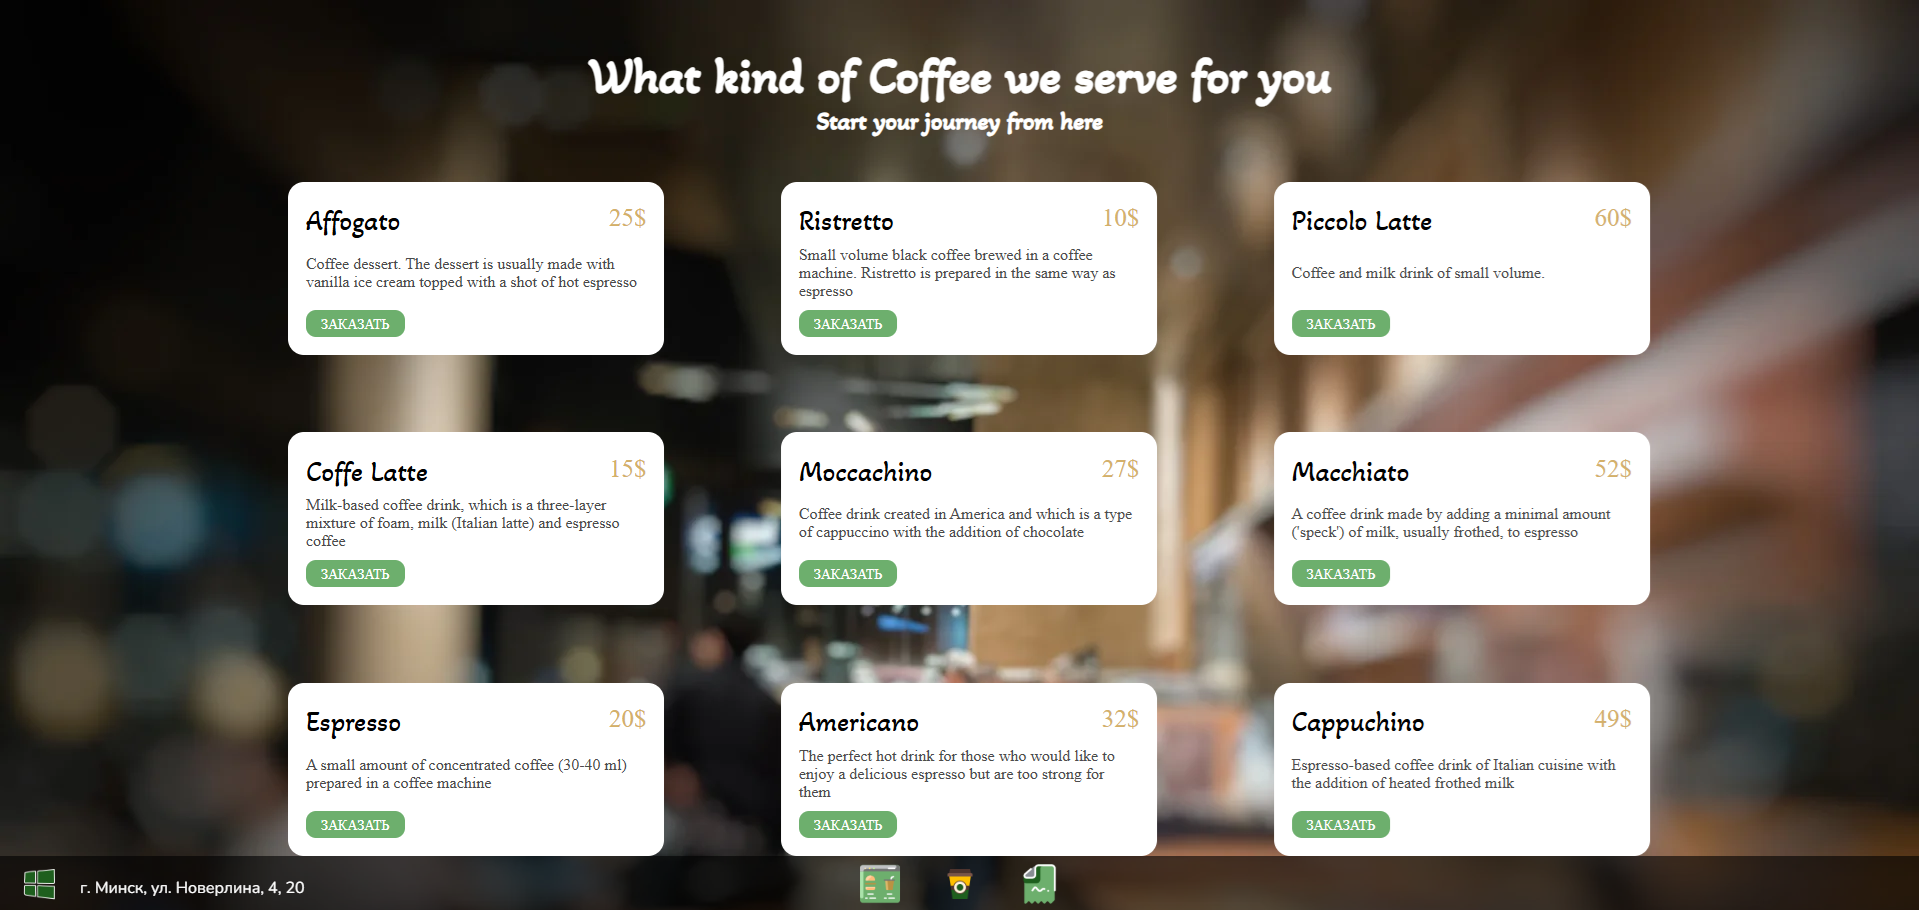 What kind of Coffee we serve for you
Start your journey from here
Affogato
25$
Coffee dessert. The dessert is usually made with
vanilla ice cream topped with a shot of hot espresso
ЗАКАЗАТЬ
Ristretto
10$
Small volume black coffee brewed in a coffee
machine. Ristretto is prepared in the same way as
espresso
ЗАКАЗАТЬ
Piccolo Latte
60$
Coffee and milk drink of small volume.
ЗАКАЗАТЬ
Coffe Latte
15$
Milk-based coffee drink, which is a three-layer
mixture of foam, milk (Italian latte) and espresso
coffee
ЗАКАЗАТЬ
Moccachino
27$
Coffee drink created in America and which is a type
of cappuccino with the addition of chocolate
ЗАКАЗАТЬ
Macchiato
52$
A coffee drink made by adding a minimal amount
('speck') of milk, usually frothed, to espresso
ЗАКАЗАТЬ
Espresso
20$
A small amount of concentrated coffee (30-40 ml)
prepared in a coffee machine
ЗАКАЗАТЬ
Americano
32$
The perfect hot drink for those who would like to
enjoy a delicious espresso but are too strong for
them
ЗАКАЗАТЬ
Cappuchino
49$
Espresso-based coffee drink of Italian cuisine with
the addition of heated frothed milk
ЗАКАЗАТЬ
г. Минск, ул. Новерлина, 4, 20